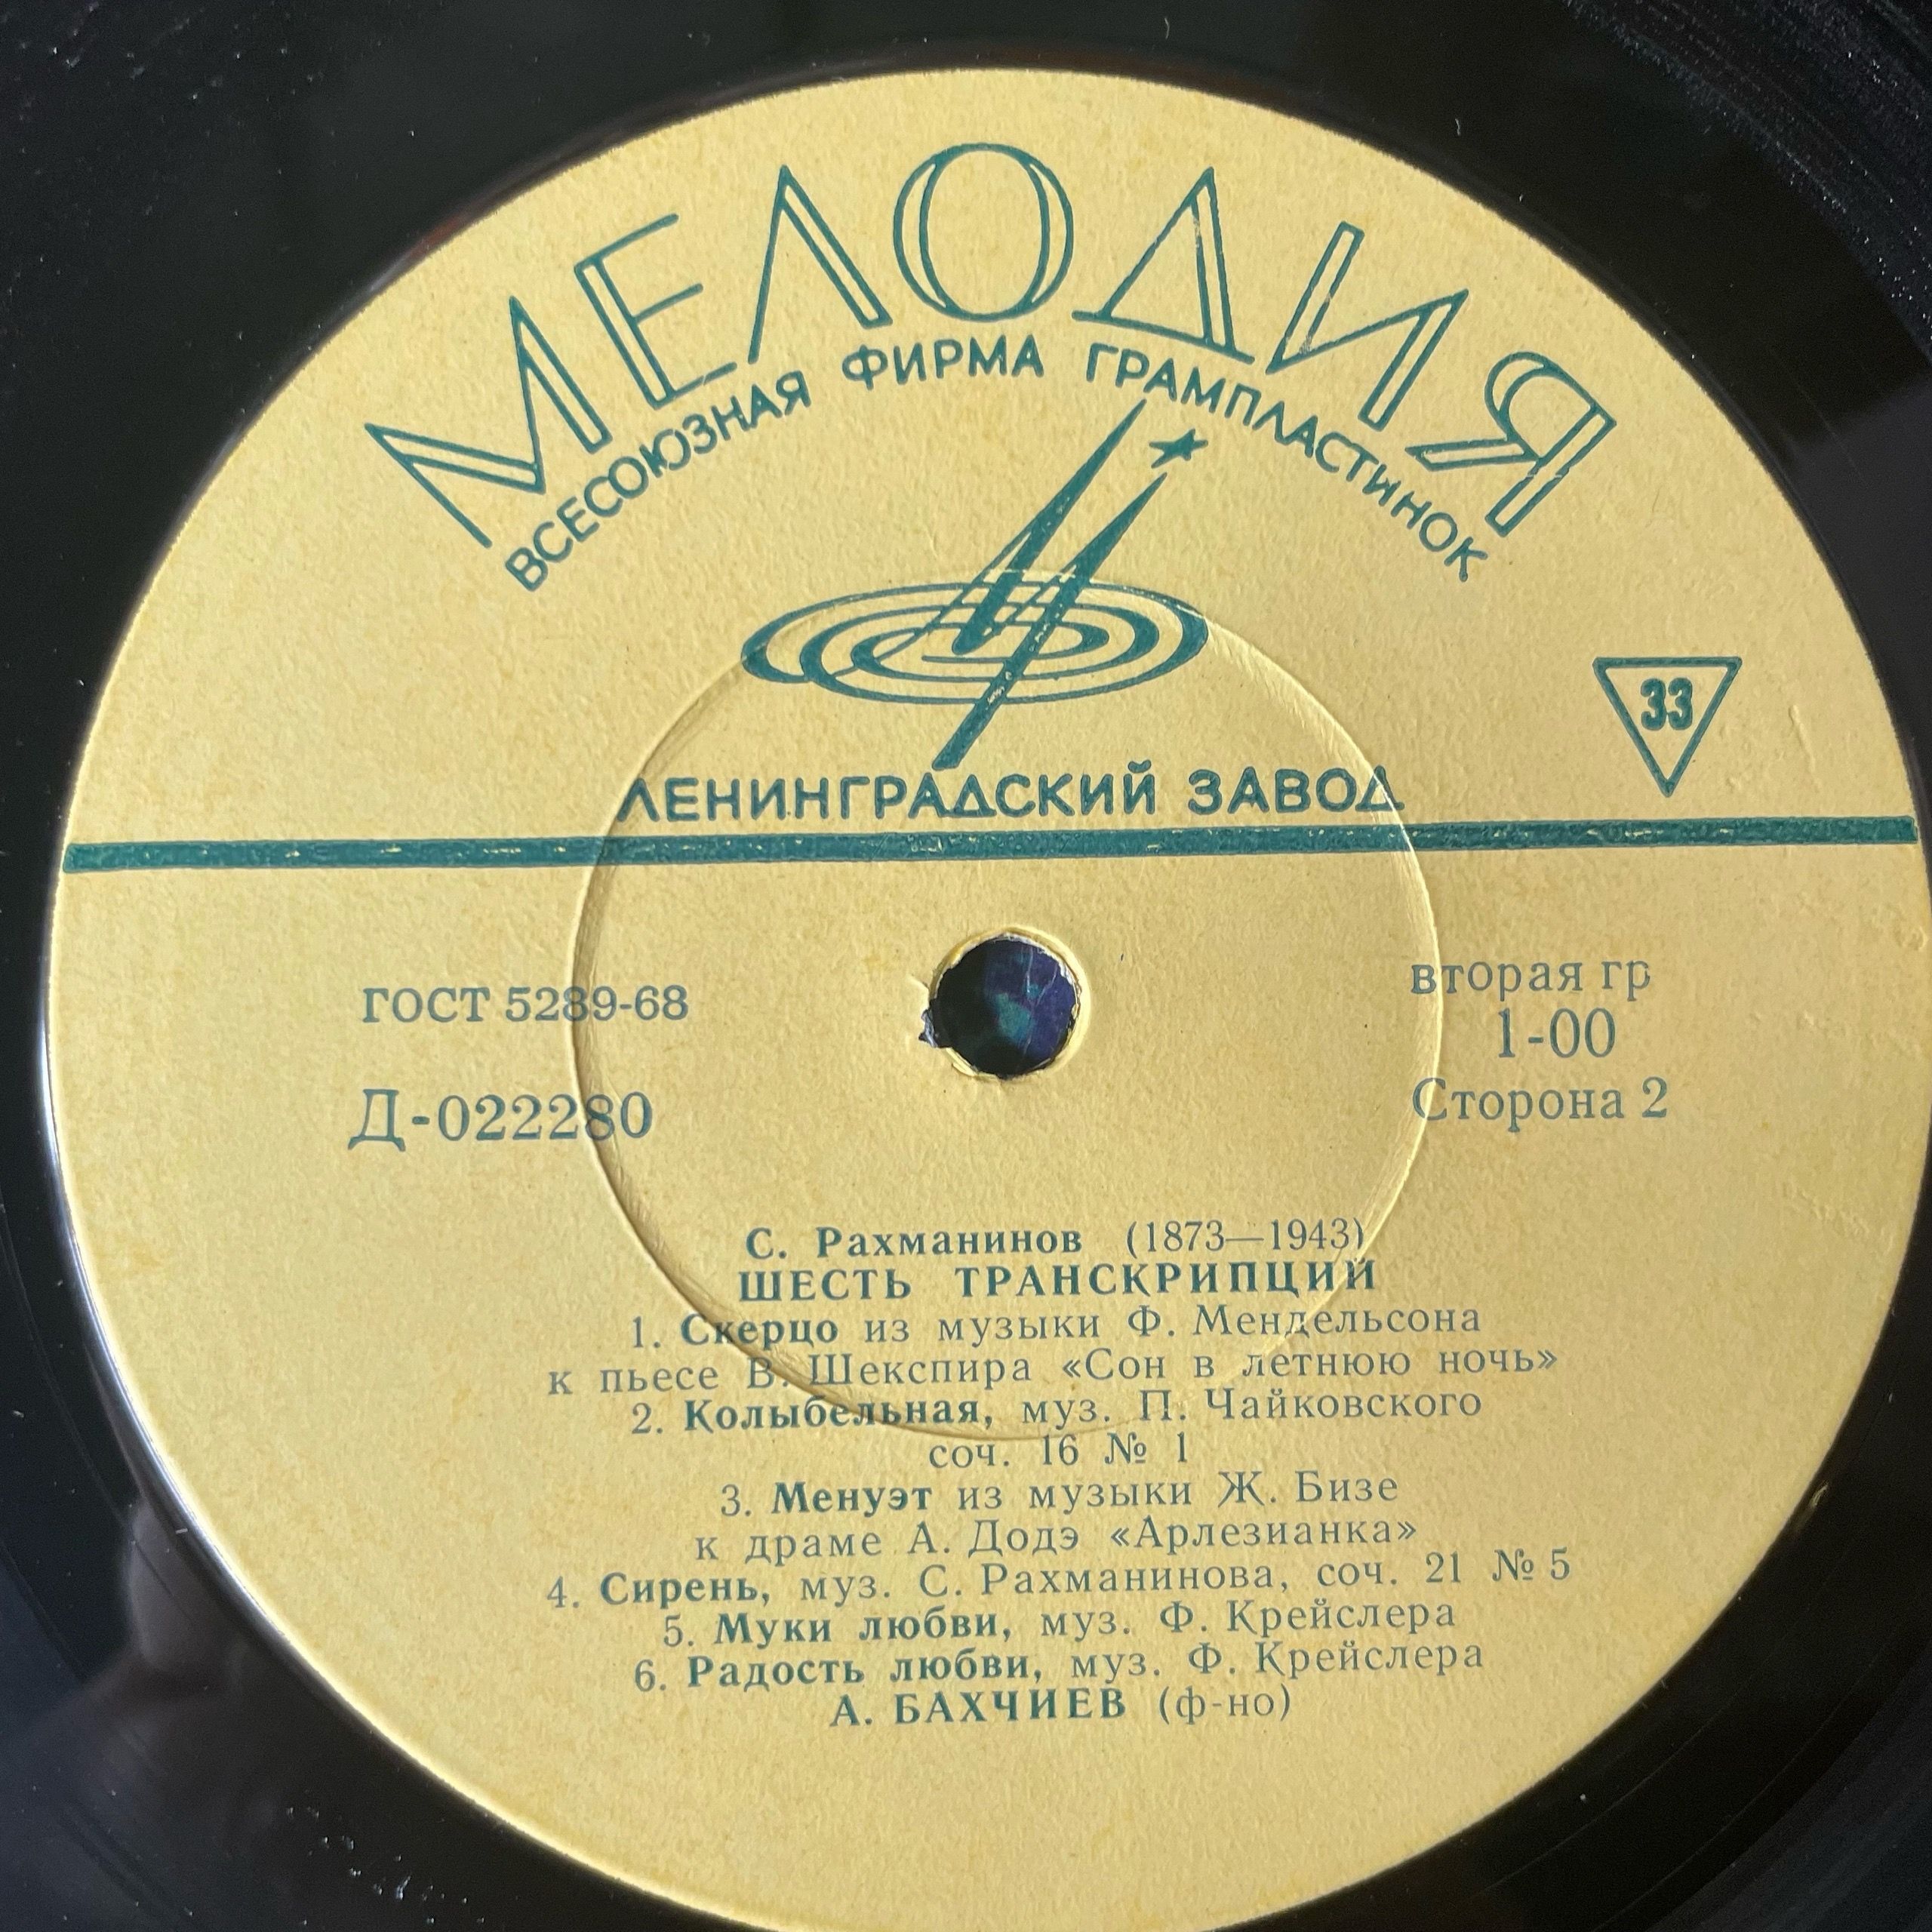 МЕЛОДИЯ
ВСЕСОЮЗНАЯ ФИРМА ГРАМПЛАСТИНОК
33
ЛЕНИНГРАДСКИЙ ЗАВОД
ГОСТ 5289-68
Д-022280
вторая гр
1-00
Сторона 2
С. Рахманинов (1873—1943)
ШЕСТЬ ТРАНСКРИПЦИЙ
1. Скерцо из музыки Ф. Мендельсона
к пьесе В. Шекспира «Сон в летнюю ночь»
2. Колыбельная, муз. П. Чайковского
соч. 16 № 1
3. Менуэт из музыки Ж. Бизе
к драме А. Додэ «Арлезианка»
4. Сирень, муз. С. Рахманинова, соч. 21 № 5
5. Муки любви, муз. Ф. Крейслера
6. Радость любви, муз. Ф. Крейслера
А. БАХЧИЕВ (ф-но)